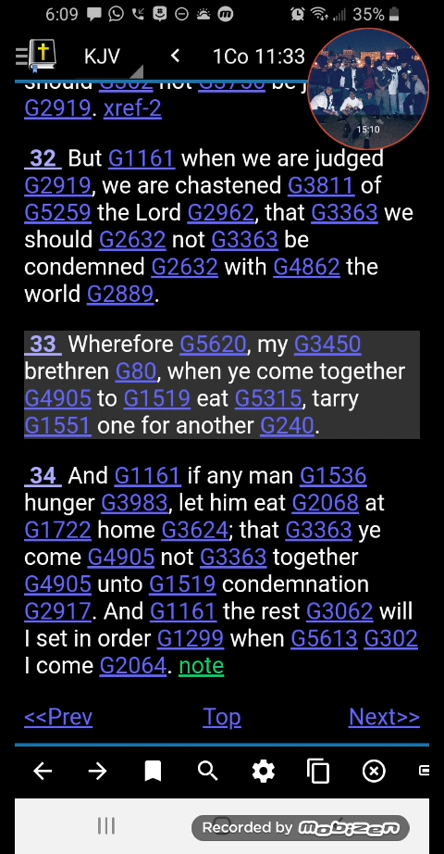 6:09 35%
KJV < 1Co 11:33
15:10
G2919. xref-2
32 But G1161 when we are judged
G2919, we are chastened G3811 of
G5259 the Lord G2962, that G3363 we
should G2632 not G3363 be
condemned G2632 with G4862 the
world G2889.
33 Wherefore G5620, my G3450
brethren G80, when ye come together
G4905 to G1519 eat G5315, tarry
G1551 one for another G240.
34 And G1161 if any man G1536
hunger G3983, let him eat G2068 at
G1722 home G3624; that G3363 ye
come G4905 not G3363 together
G4905 unto G1519 condemnation
G2917. And G1161 the rest G3062 will
I set in order G1299 when G5613 G302
I come G2064. note
<<Prev Top Next>>
Recorded by Mobizen